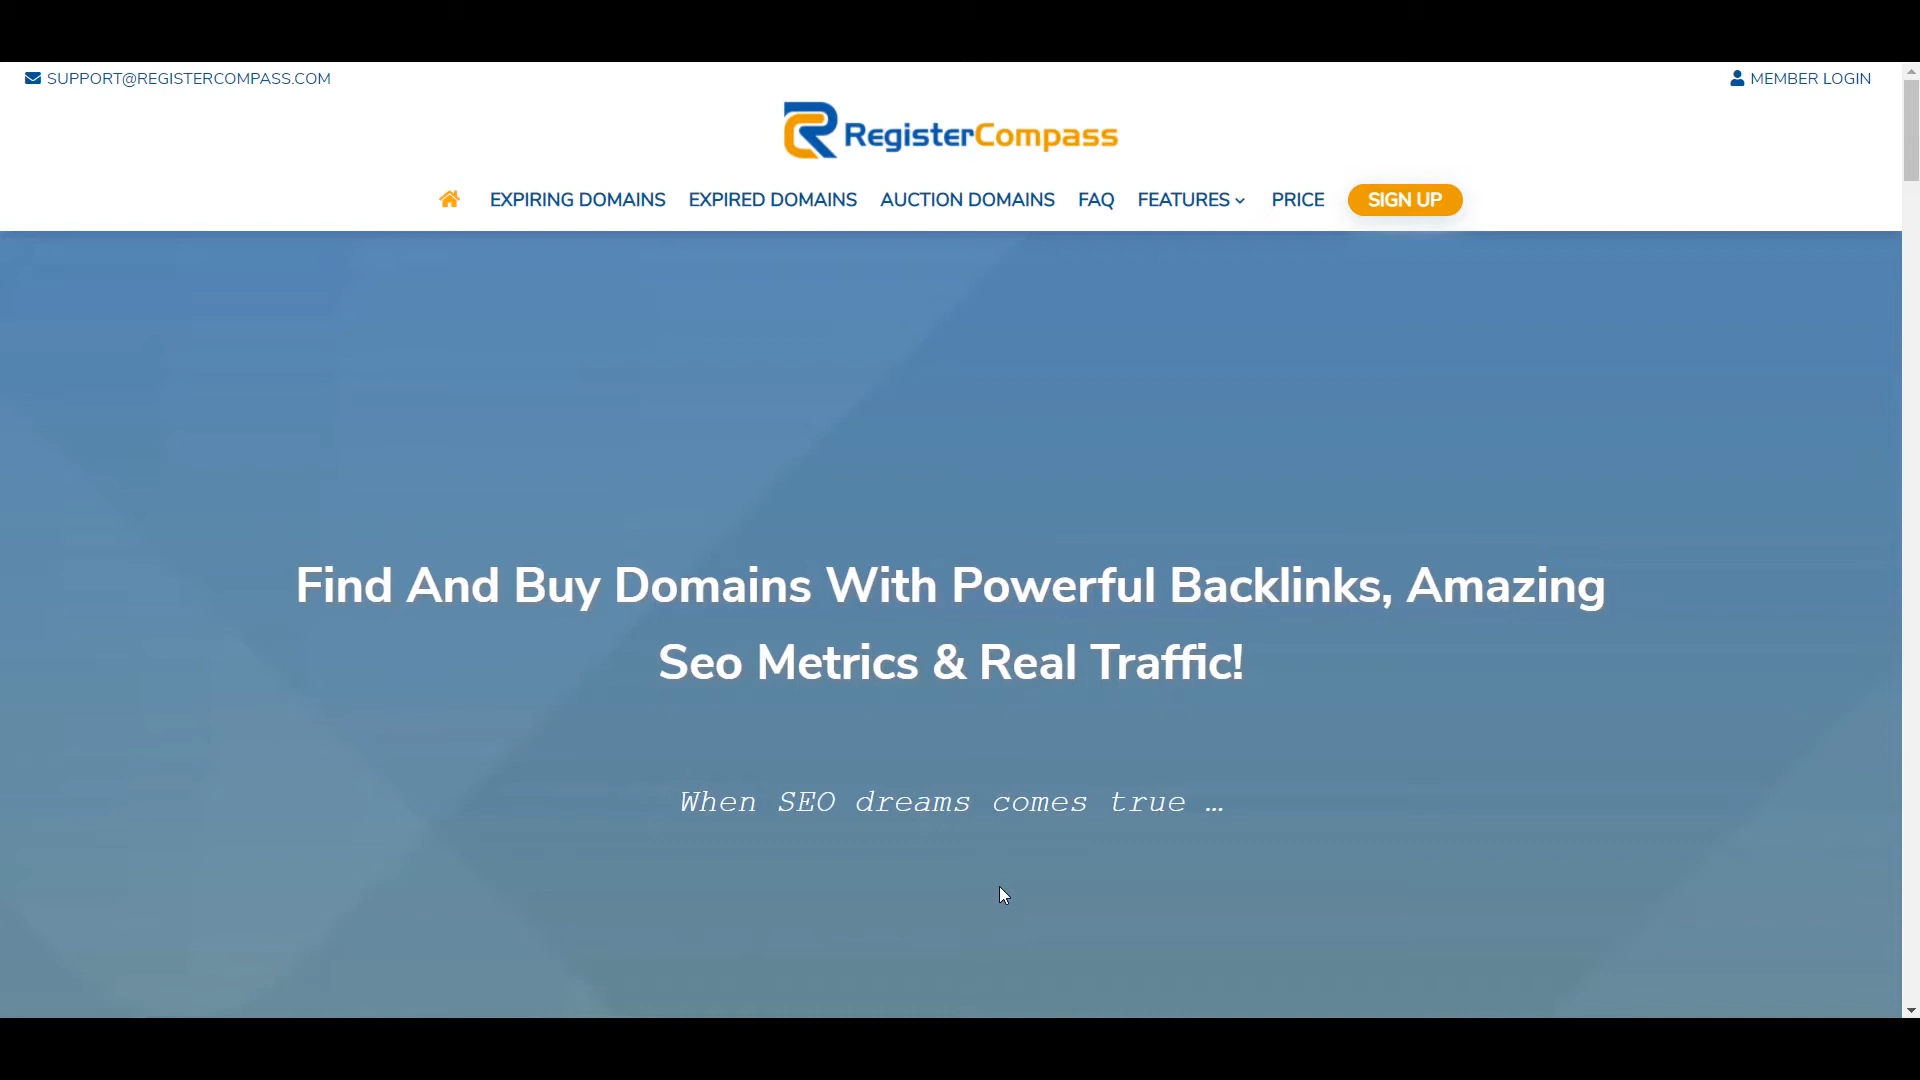 SUPPORT@REGISTERCOMPASS.COM
MEMBER LOGIN
RegisterCompass
EXPIRING DOMAINS
EXPIRED DOMAINS
AUCTION DOMAINS
FAQ
FEATURES
PRICE
SIGN UP
Find And Buy Domains With Powerful Backlinks, Amazing
Seo Metrics & Real Traffic!
When SEO dreams comes true …